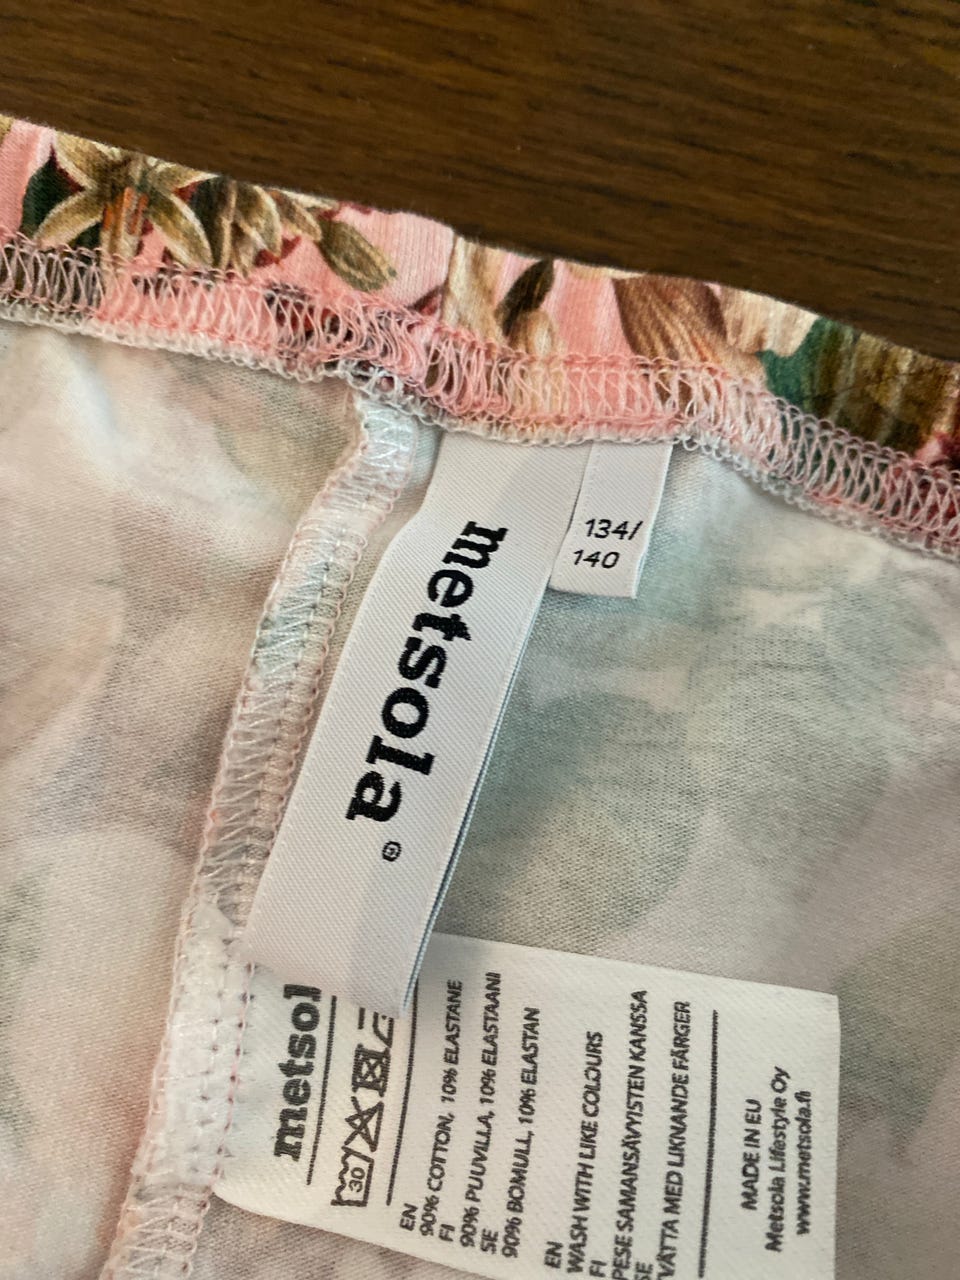 metsola®
134/
140
metsol
30
EN
90% COTTON, 10% ELASTANE
FI
90% PUUVILLA, 10% ELASTAANI
SE
90% BOMULL, 10% ELASTAN
EN
WASH WITH LIKE COLOURS
FI
PESE SAMANSÄVYISTEN KANSSA
SE
VÄTTA MED LIKNANDE FÄRGER
MADE IN EU
Metsola Lifestyle Oy
www.metsola.fi